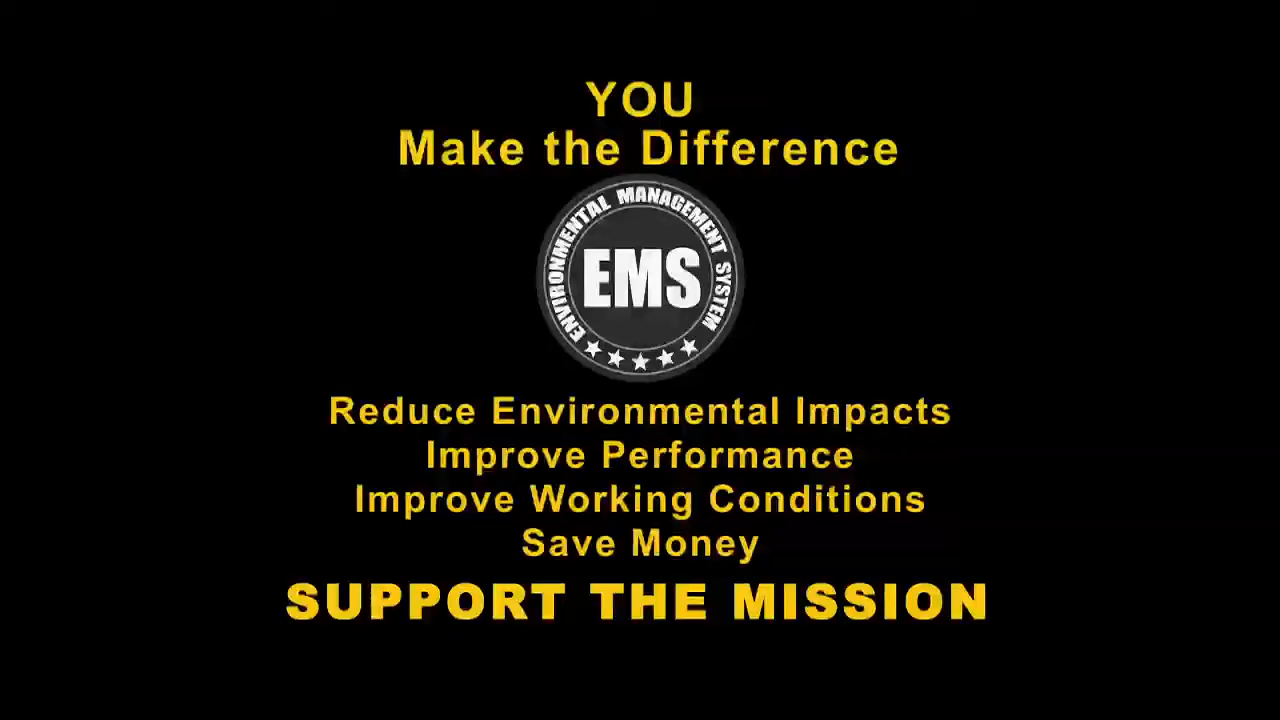 YOU
Make the Difference
ENVIRONMENTAL MANAGEMENT SYSTEM
EMS
Reduce Environmental Impacts
Improve Performance
Improve Working Conditions
Save Money
SUPPORT THE MISSION